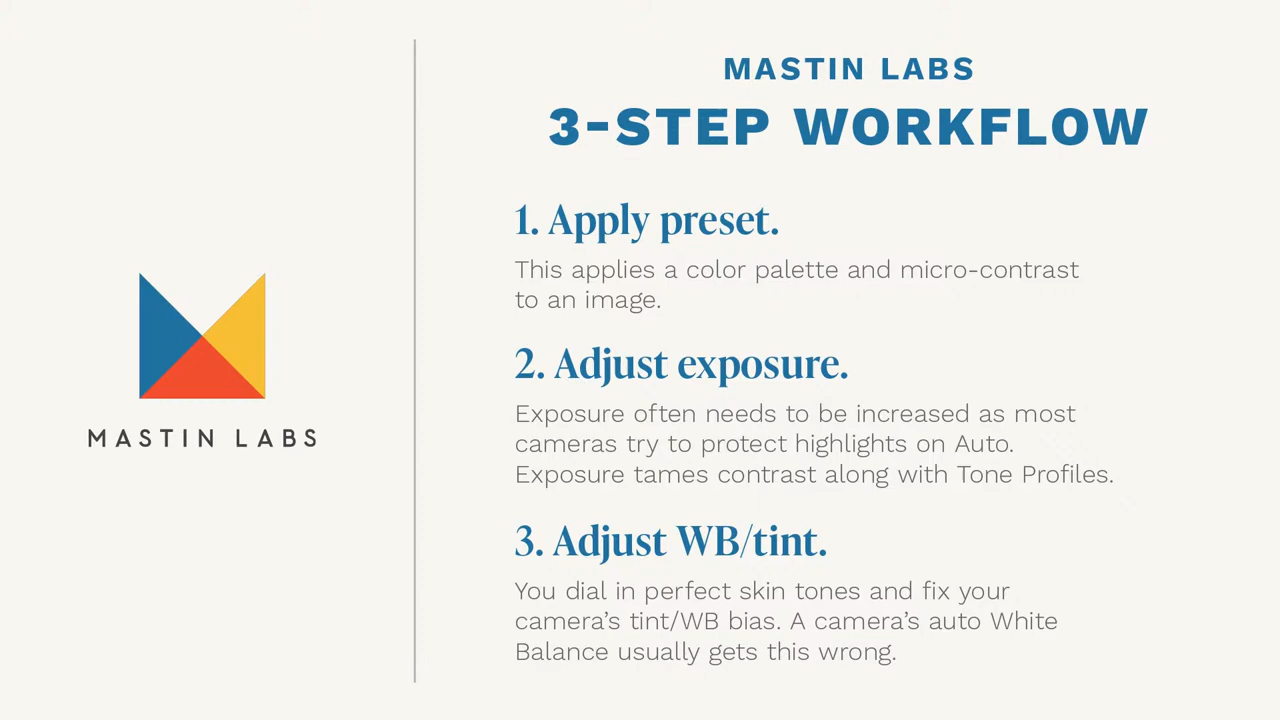 MASTIN LABS
MASTIN LABS
3-STEP WORKFLOW
1. Apply preset.
This applies a color palette and micro-contrast
to an image.
2. Adjust exposure.
Exposure often needs to be increased as most
cameras try to protect highlights on Auto.
Exposure tames contrast along with Tone Profiles.
3. Adjust WB/tint.
You dial in perfect skin tones and fix your
camera’s tint/WB bias. A camera’s auto White
Balance usually gets this wrong.